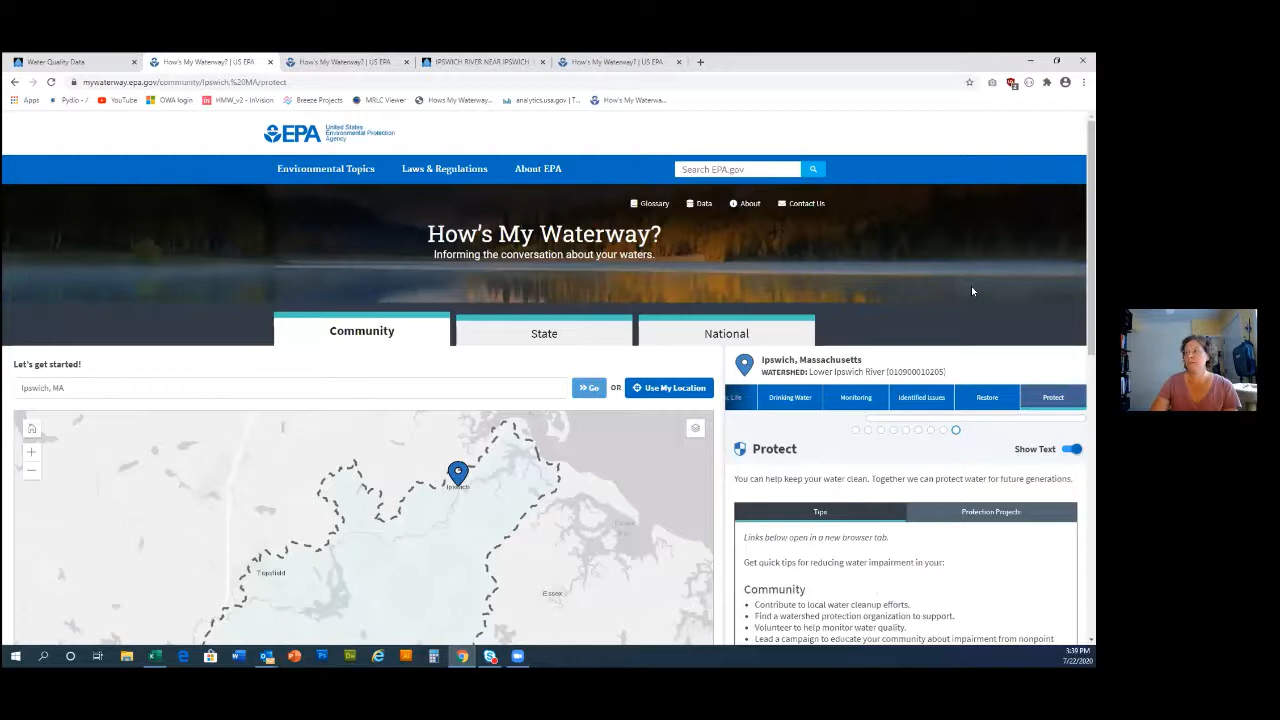 Water Quality Data
How's My Waterway? | US EPA
How's My Waterway? | US EPA
IPSWICH RIVER NEAR IPSWICH
How's My Waterway? | US EPA
mywaterway.epa.gov/community/Ipswich,%20MA/protect
Apps
Pydio - /
YouTube
OWA login
HMW_v2 - InVision
Breeze Projects
MRLC Viewer
Hows My Waterway...
analytics.usa.gov | T...
How's My Waterwa...
EPA
United States
Environmental Protection
Agency
Environmental Topics
Laws & Regulations
About EPA
Search EPA.gov
Glossary
Data
About
Contact Us
How's My Waterway?
Informing the conversation about your waters.
Community
State
National
Let's get started!
Ipswich, MA
Go
OR
Use My Location
Ipswich
Topsfield
Essex
Essex
Ipswich, Massachusetts
WATERSHED: Lower Ipswich River (010900010205)
Life
Drinking Water
Monitoring
Identified Issues
Restore
Protect
Protect
Show Text
You can help keep your water clean. Together we can protect water for future generations.
Tips
Protection Projects
Links below open in a new browser tab.
Get quick tips for reducing water impairment in your:
Community
• Contribute to local water cleanup efforts.
• Find a watershed protection organization to support.
• Volunteer to help monitor water quality.
• Lead a campaign to educate your community about impairment from nonpoint
3:39 PM
7/22/2020